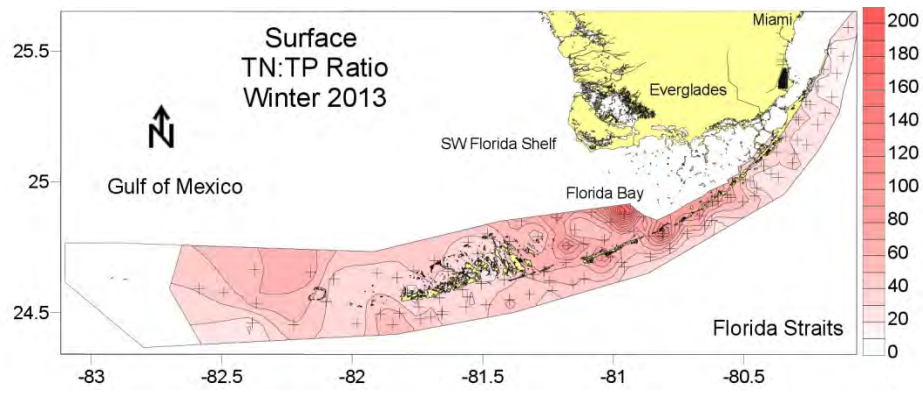 Surface
TN:TP Ratio
Winter 2013
N
Miami
Everglades
SW Florida Shelf
Gulf of Mexico
Florida Bay
Florida Straits
25.5
25
24.5
-83
-82.5
-82
-81.5
-81
-80.5
200
180
160
140
120
100
80
60
40
20
0